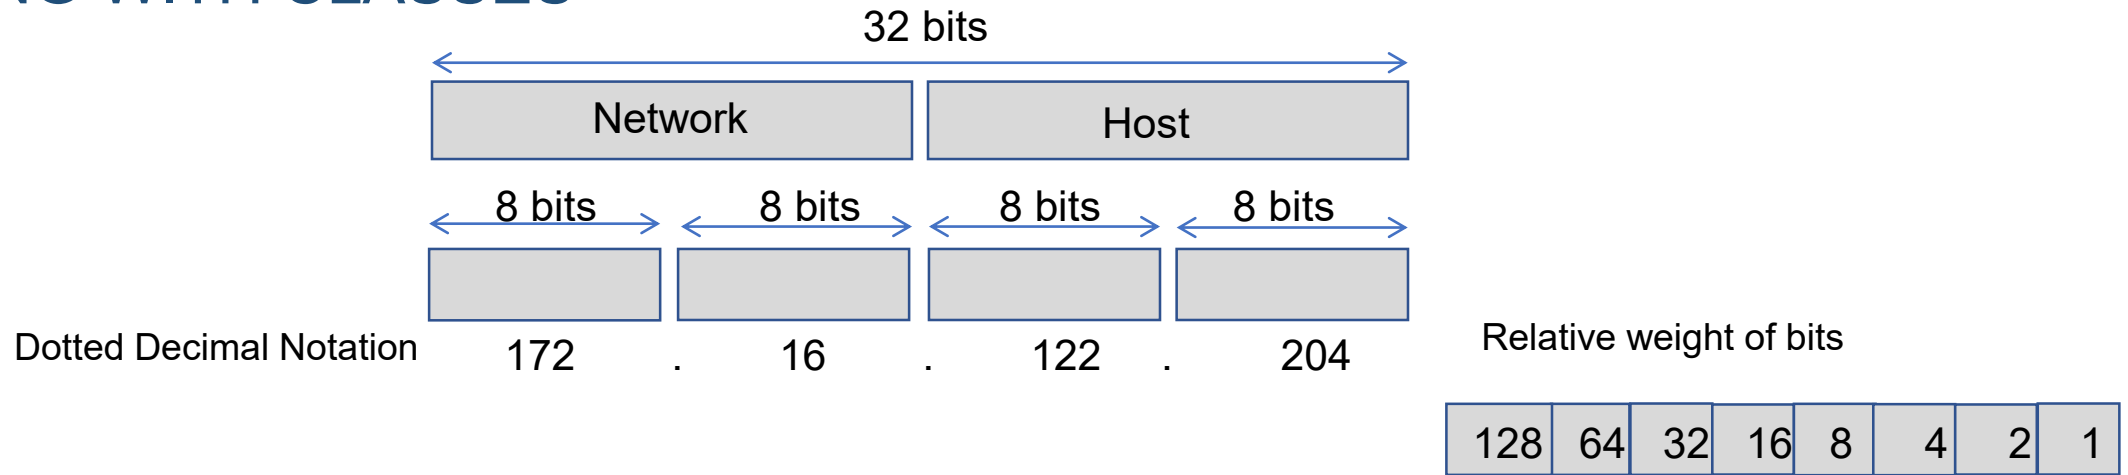 32 bits
Network Host
8 bits 8 bits 8 bits 8 bits
Dotted Decimal Notation 172 . 16 . 122 . 204
Relative weight of bits
128 64 32 16 8 4 2 1